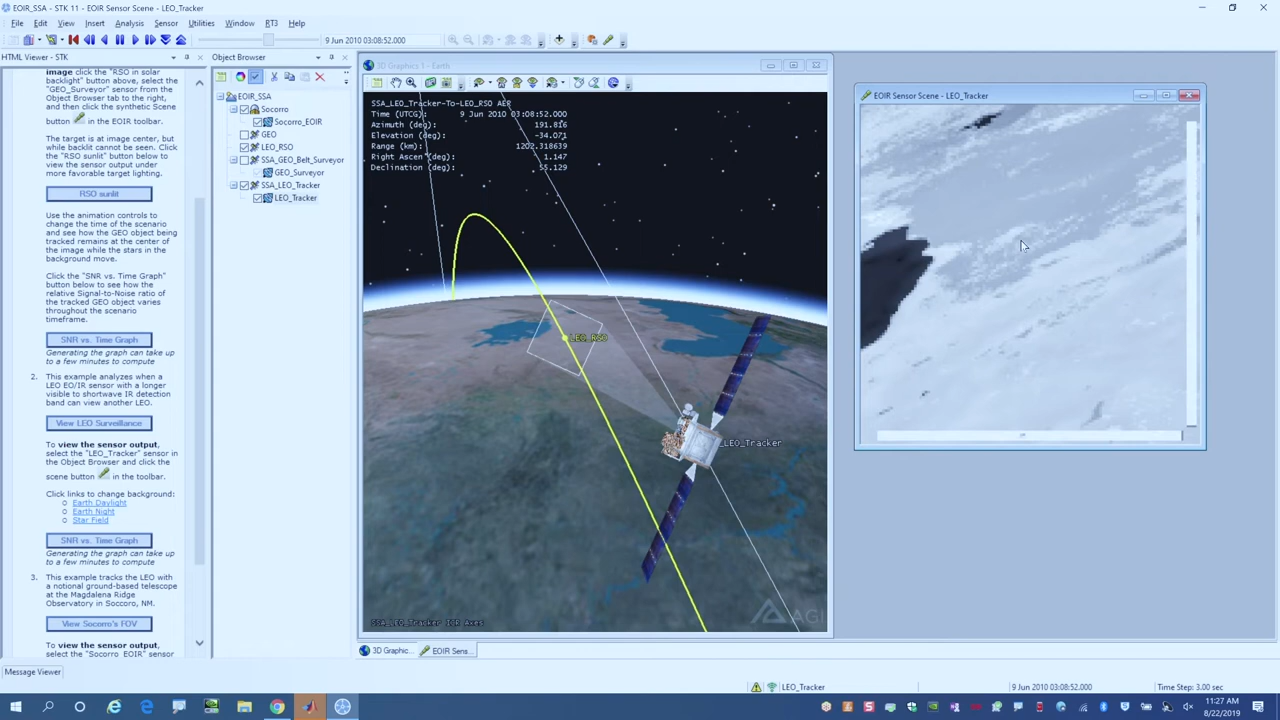 EOIR_SSA - STK 11 - EOIR Sensor Scene - LEO_Tracker
File Edit View Insert Analysis Sensor Utilities Window RT3 Help
9 Jun 2010 03:08:52.000
HTML Viewer - STK
image click the "RSO in solar
backlight" button above, select the
"GEO_Surveyor" sensor from the
Object Browser tab to the right,
and then click the synthetic Scene
button in the EOIR toolbar.
The target is at image center, but
while backlit cannot be seen. Click
the "RSO sunlit" button below to
view the sensor output under
more favorable target lighting.
RSO sunlit
Use the animation controls to
change the time of the scenario
and see how the GEO object being
tracked remains at the center of
the image while the stars in the
background move.
Click the "SNR vs. Time Graph"
button below to see how the
relative Signal-to-Noise ratio of
the tracked GEO object varies
throughout the scenario
timeframe.
SNR vs. Time Graph
Generating the graph can take up
to a few minutes to compute
2. This example analyzes when a
LEO EO/IR sensor with a longer
visible to shortwave IR detection
band can view another LEO.
View LEO Surveillance
To view the sensor output,
select the "LEO_Tracker" sensor in
the Object Browser and click the
scene button in the toolbar.
Click links to change background:
Earth Daylight
Earth Night
Star Field
SNR vs. Time Graph
Generating the graph can take up
to a few minutes to compute
3. This example tracks the LEO with
a notional ground-based telescope
at the Magdalena Ridge
Observatory in Soccoro, NM.
View Socorro's FOV
To view the sensor output,
select the "Socorro_EOIR" sensor
Object Browser
EOIR_SSA
Socorro
Socorro_EOIR
GEO
LEO_RSO
SSA_GEO_Belt_Surveyor
GEO_Surveyor
SSA_LEO_Tracker
LEO_Tracker
3D Graphics 1 - Earth
SSA_LEO_Tracker-To-LEO_RSO AER
Time (UTCG): 9 Jun 2010 03:08:52.000
Azimuth (deg): 191.816
Elevation (deg): -34.071
Range (km): 1202.318639
Right Ascen (deg): 1.147
Declination (deg): 55.129
LEO_RSO
_LEO_Tracker
AGI
SSA_LEO_Tracker ICR Axes
EOIR Sensor Scene - LEO_Tracker
3D Graphic... EOIR Sens...
Message Viewer
LEO_Tracker 9 Jun 2010 03:08:52.000 Time Step: 3.00 sec
11:27 AM
8/22/2019